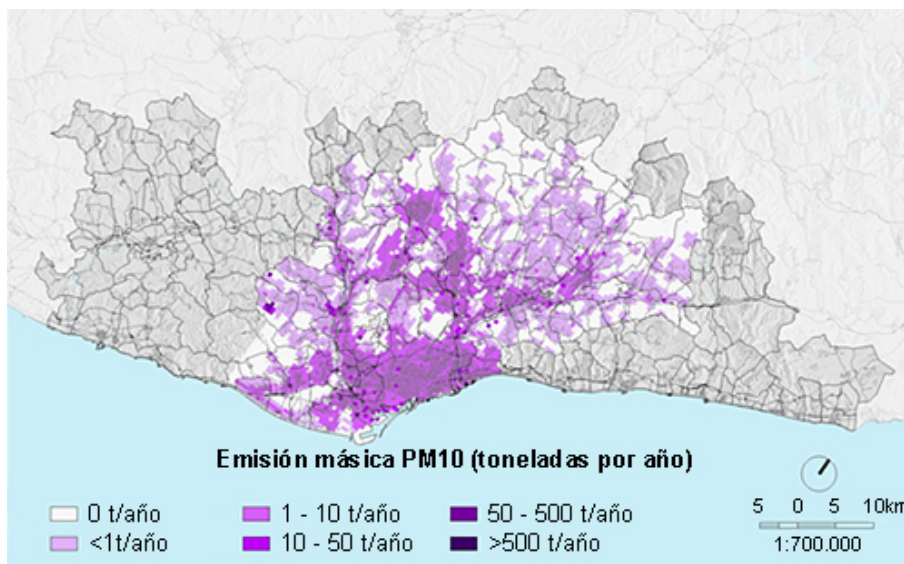 Emisión másica PM10 (toneladas por año)
0 t/año
1 - 10 t/año
50 - 500 t/año
<1t/año
10 - 50 t/año
>500 t/año
5 0 5 10km
1:700.000